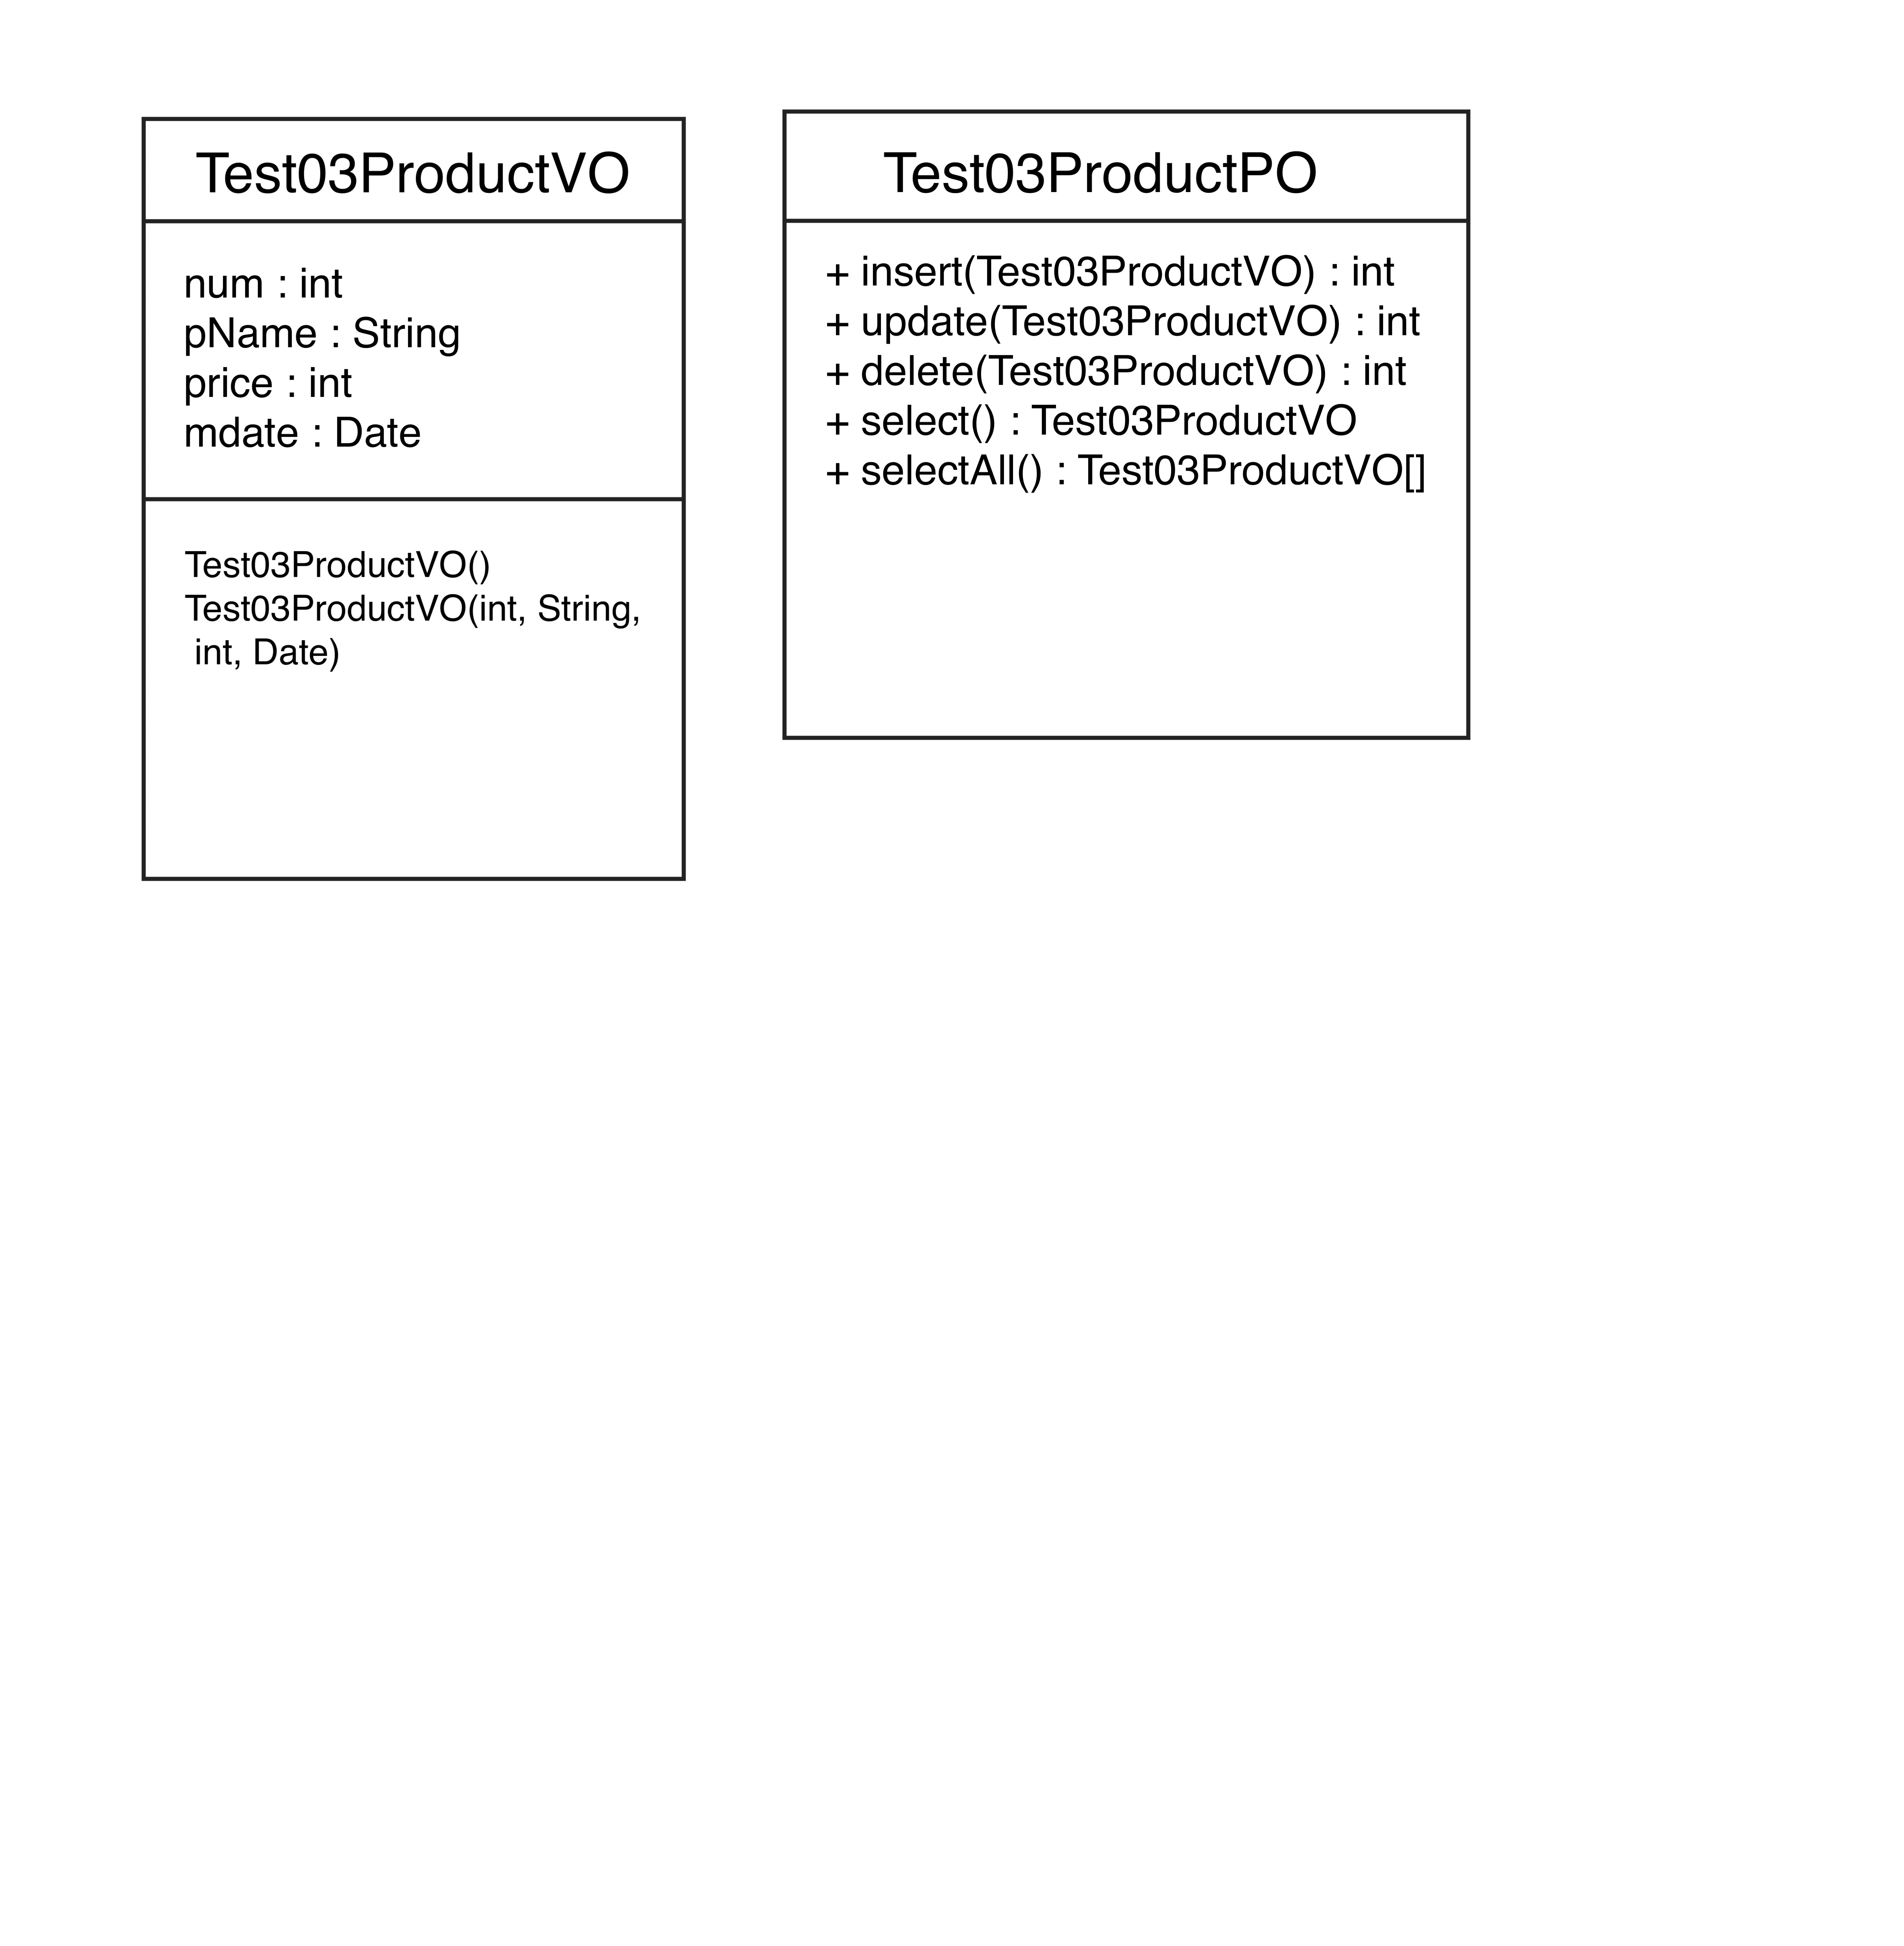 Test03ProductVO
num : int
pName : String
price : int
mdate : Date
Test03ProductVO()
Test03ProductVO(int, String,
int, Date)
Test03ProductPO
+ insert(Test03ProductVO) : int
+ update(Test03ProductVO) : int
+ delete(Test03ProductVO) : int
+ select() : Test03ProductVO
+ selectAll() : Test03ProductVO[]